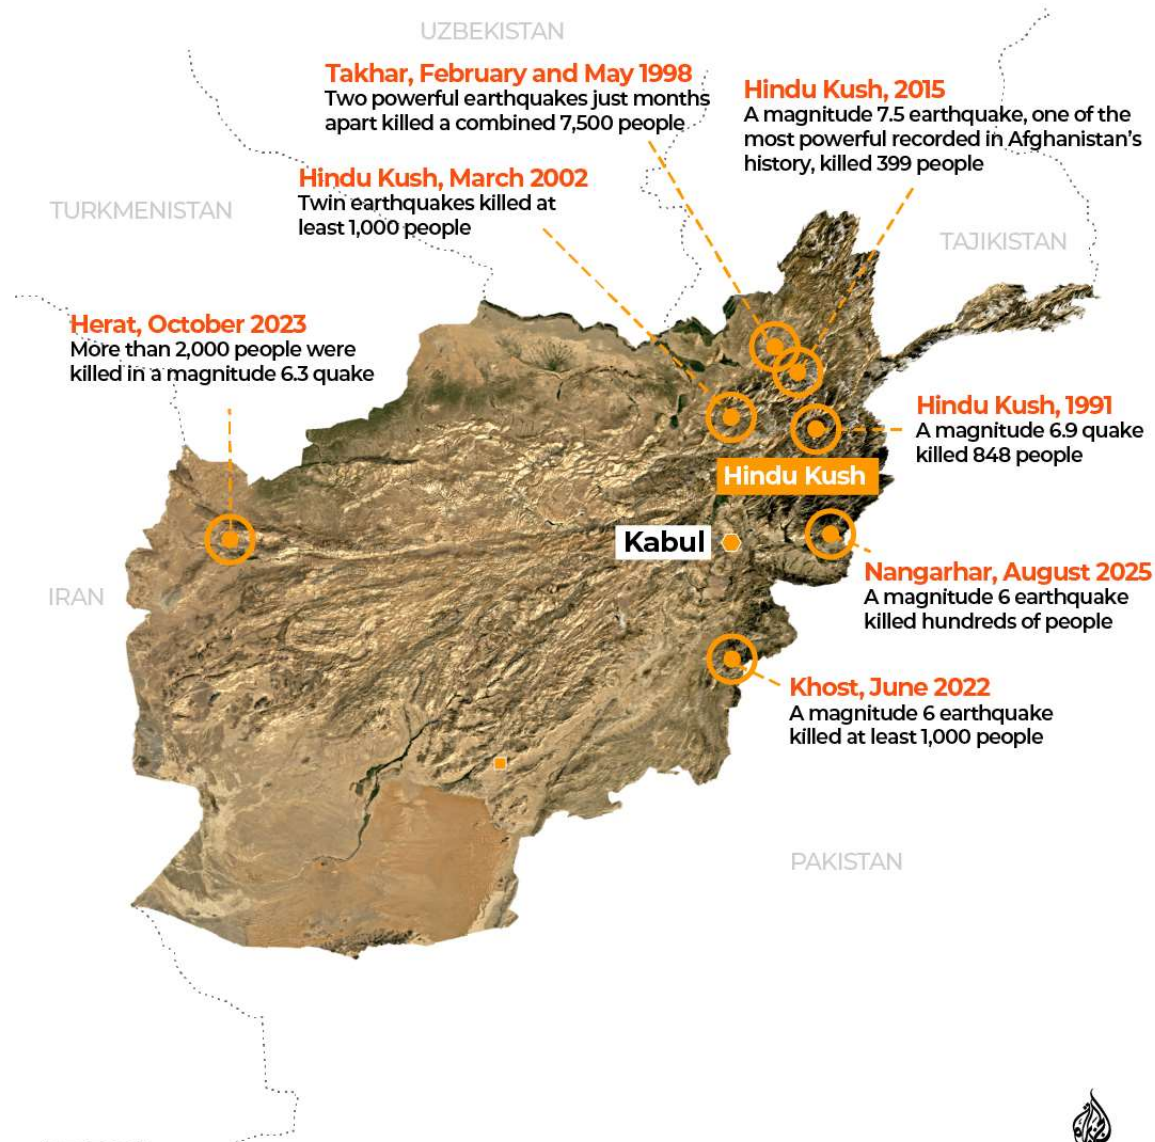 UZBEKISTAN
Takhar, February and May 1998
Two powerful earthquakes just months
apart killed a combined 7,500 people
Hindu Kush, 2015
A magnitude 7.5 earthquake, one of the
most powerful recorded in Afghanistan's
history, killed 399 people
Hindu Kush, March 2002
Twin earthquakes killed at
least 1,000 people
TURKMENISTAN
TAJIKISTAN
Herat, October 2023
More than 2,000 people were
killed in a magnitude 6.3 quake
Hindu Kush, 1991
A magnitude 6.9 quake
killed 848 people
Hindu Kush
Kabul
Nangarhar, August 2025
A magnitude 6 earthquake
killed hundreds of people
IRAN
Khost, June 2022
A magnitude 6 earthquake
killed at least 1,000 people
PAKISTAN